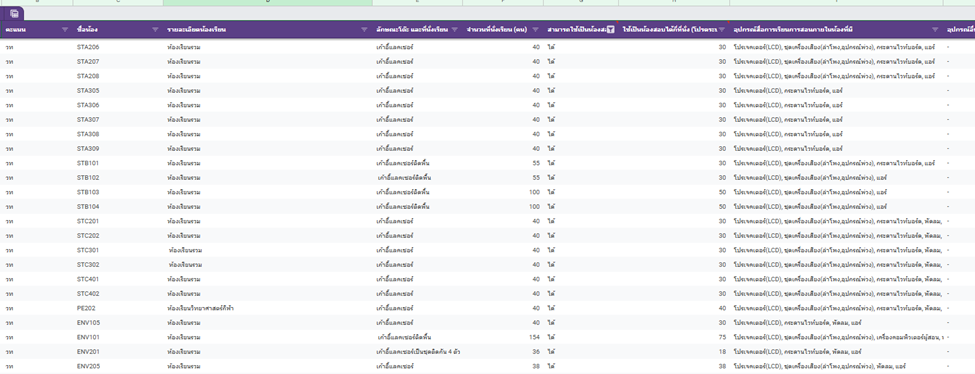 คะแนน ชื่อห้อง รายละเอียดห้องเรียน ลักษณะโต๊ะ และที่นั่งเรียน จำนวนที่นั่งเรียน (คน) สามารถใช้เป็นห้องส ใช้เป็นห้องสอบได้กี่ที่นั่ง (โปรดระบ อุปกรณ์สื่อการเรียนการสอนภายในห้องที่มี อุปกรณ์สื
รท STA206 ห้องเรียนรวม เก้าอี้แลคเชอร์ 40 ได้ 30 โปรเจคเตอร์(LCD), ชุดเครื่องเสียง(ลำโพง,อุปกรณ์พ่วง), กระดานไวท์บอร์ด, แอร์ -
รท STA207 ห้องเรียนรวม เก้าอี้แลคเชอร์ 40 ได้ 30 โปรเจคเตอร์(LCD), ชุดเครื่องเสียง(ลำโพง,อุปกรณ์พ่วง), กระดานไวท์บอร์ด, แอร์ -
รท STA208 ห้องเรียนรวม เก้าอี้แลคเชอร์ 40 ได้ 30 โปรเจคเตอร์(LCD), ชุดเครื่องเสียง(ลำโพง,อุปกรณ์พ่วง), กระดานไวท์บอร์ด, แอร์ -
รท STA305 ห้องเรียนรวม เก้าอี้แลคเชอร์ 40 ได้ 30 โปรเจคเตอร์(LCD), กระดานไวท์บอร์ด, แอร์ -
รท STA306 ห้องเรียนรวม เก้าอี้แลคเชอร์ 40 ได้ 30 โปรเจคเตอร์(LCD), กระดานไวท์บอร์ด, แอร์ -
รท STA307 ห้องเรียนรวม เก้าอี้แลคเชอร์ 40 ได้ 30 โปรเจคเตอร์(LCD), กระดานไวท์บอร์ด, แอร์ -
รท STA308 ห้องเรียนรวม เก้าอี้แลคเชอร์ 40 ได้ 30 โปรเจคเตอร์(LCD), กระดานไวท์บอร์ด, แอร์ -
รท STA309 ห้องเรียนรวม เก้าอี้แลคเชอร์ 40 ได้ 30 โปรเจคเตอร์(LCD), กระดานไวท์บอร์ด, แอร์ -
รท STB101 ห้องเรียนรวม เก้าอี้แลคเชอร์ติดพื้น 55 ได้ 30 โปรเจคเตอร์(LCD), ชุดเครื่องเสียง(ลำโพง,อุปกรณ์พ่วง), กระดานไวท์บอร์ด, แอร์ -
รท STB102 ห้องเรียนรวม เก้าอี้แลคเชอร์ติดพื้น 55 ได้ 30 โปรเจคเตอร์(LCD), ชุดเครื่องเสียง(ลำโพง,อุปกรณ์พ่วง), แอร์ -
รท STB103 ห้องเรียนรวม เก้าอี้แลคเชอร์ติดพื้น 100 ได้ 50 โปรเจคเตอร์(LCD), ชุดเครื่องเสียง(ลำโพง,อุปกรณ์พ่วง), กระดานไวท์บอร์ด, แอร์ -
รท STB104 ห้องเรียนรวม เก้าอี้แลคเชอร์ติดพื้น 100 ได้ 50 โปรเจคเตอร์(LCD), ชุดเครื่องเสียง(ลำโพง,อุปกรณ์พ่วง), แอร์ -
รท STC201 ห้องเรียนรวม เก้าอี้แลคเชอร์ 40 ได้ 30 โปรเจคเตอร์(LCD), ชุดเครื่องเสียง(ลำโพง,อุปกรณ์พ่วง), กระดานไวท์บอร์ด, พัดลม, -
รท STC202 ห้องเรียนรวม เก้าอี้แลคเชอร์ 40 ได้ 30 โปรเจคเตอร์(LCD), ชุดเครื่องเสียง(ลำโพง,อุปกรณ์พ่วง), กระดานไวท์บอร์ด, พัดลม, -
รท STC301 ห้องเรียนรวม เก้าอี้แลคเชอร์ 40 ได้ 30 โปรเจคเตอร์(LCD), ชุดเครื่องเสียง(ลำโพง,อุปกรณ์พ่วง), กระดานไวท์บอร์ด, พัดลม, -
รท STC302 ห้องเรียนรวม เก้าอี้แลคเชอร์ 40 ได้ 30 โปรเจคเตอร์(LCD), ชุดเครื่องเสียง(ลำโพง,อุปกรณ์พ่วง), กระดานไวท์บอร์ด, พัดลม, -
รท STC401 ห้องเรียนรวม เก้าอี้แลคเชอร์ 40 ได้ 30 โปรเจคเตอร์(LCD), ชุดเครื่องเสียง(ลำโพง,อุปกรณ์พ่วง), กระดานไวท์บอร์ด, พัดลม, -
รท STC402 ห้องเรียนรวม เก้าอี้แลคเชอร์ 40 ได้ 30 โปรเจคเตอร์(LCD), ชุดเครื่องเสียง(ลำโพง,อุปกรณ์พ่วง), กระดานไวท์บอร์ด, พัดลม, -
รท PE202 ห้องเรียนวิทยาศาสตร์กีฬา เก้าอี้แลคเชอร์ 40 ได้ 40 โปรเจคเตอร์(LCD), ชุดเครื่องเสียง(ลำโพง,อุปกรณ์พ่วง), กระดานไวท์บอร์ด, พัดลม, -
รท ENV105 ห้องเรียนรวม เก้าอี้แลคเชอร์ 40 ได้ 30 โปรเจคเตอร์(LCD), กระดานไวท์บอร์ด, พัดลม, แอร์ -
รท ENV101 ห้องเรียนรวม เก้าอี้แลคเชอร์ติดพื้น 154 ได้ 75 โปรเจคเตอร์(LCD), ชุดเครื่องเสียง(ลำโพง,อุปกรณ์พ่วง), เครื่องคอมพิวเตอร์ผู้สอน, -
รท ENV201 ห้องเรียนรวม เก้าอี้แลคเชอร์เป็นชุดติดกัน 4 ตัว 36 ได้ 18 โปรเจคเตอร์(LCD), กระดานไวท์บอร์ด, พัดลม, แอร์ -
รท ENV205 ห้องเรียนรวม เก้าอี้แลคเชอร์ 38 ได้ 38 โปรเจคเตอร์(LCD), ชุดเครื่องเสียง(ลำโพง,อุปกรณ์พ่วง), พัดลม, แอร์ -